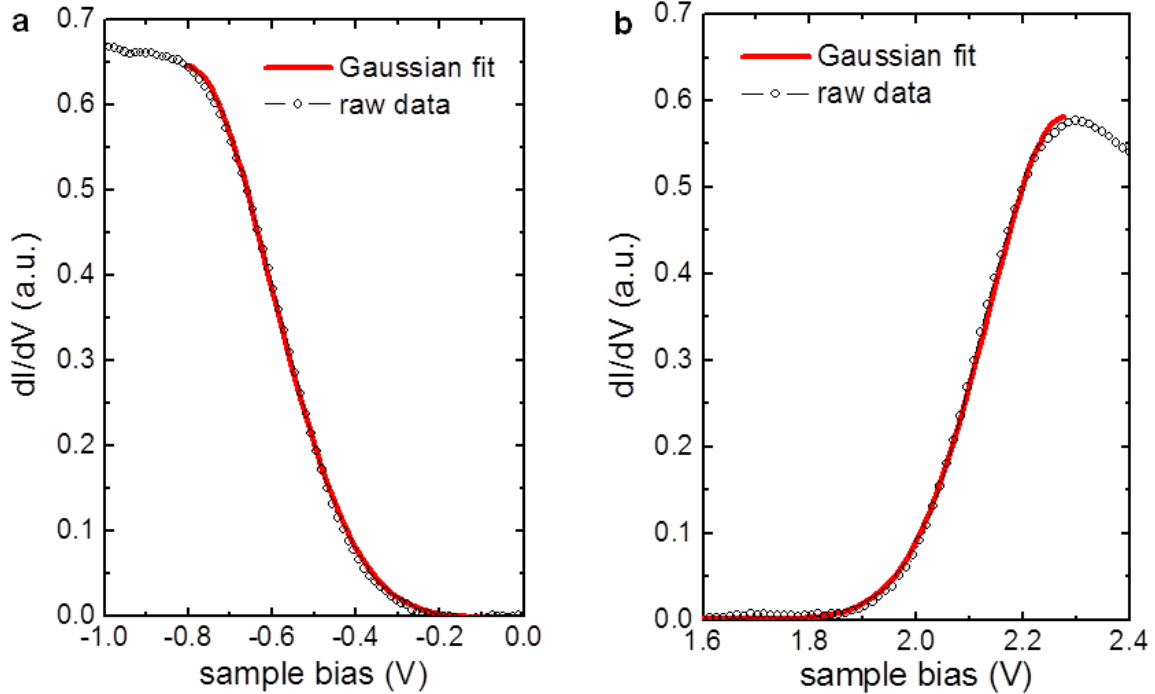 a
0.7
0.6
0.5
0.4
0.3
0.2
0.1
0.0
dI/dV (a.u.)
Gaussian fit
raw data
-1.0 -0.8 -0.6 -0.4 -0.2 0.0
sample bias (V)
b
0.7
0.6
0.5
0.4
0.3
0.2
0.1
0.0
dI/dV (a.u.)
Gaussian fit
raw data
1.6 1.8 2.0 2.2 2.4
sample bias (V)